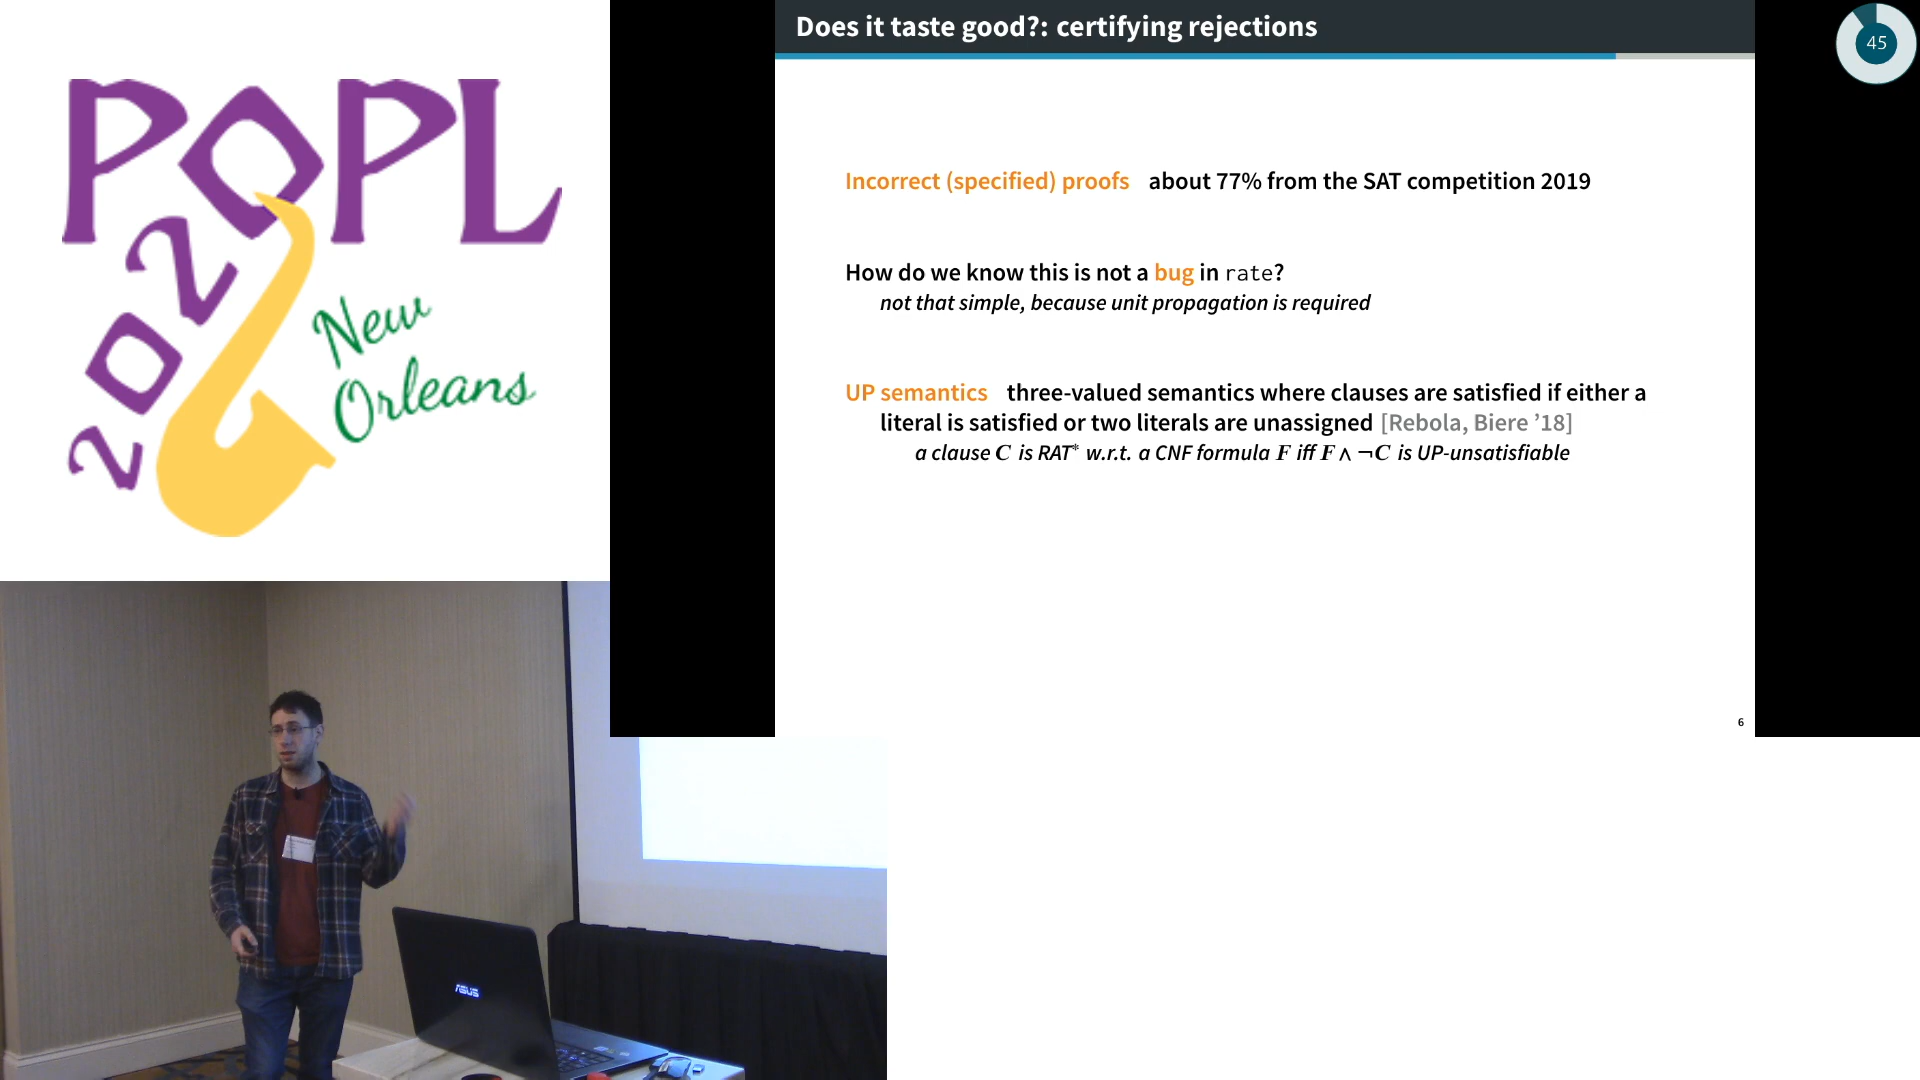 POPL
2020
New
Orleans
Does it taste good?: certifying rejections
45
Incorrect (specified) proofs about 77% from the SAT competition 2019
How do we know this is not a bug in rate?
not that simple, because unit propagation is required
UP semantics three-valued semantics where clauses are satisfied if either a
literal is satisfied or two literals are unassigned [Rebola, Biere ’18]
a clause C is RAT* w.r.t. a CNF formula F iff F ∧ ¬C is UP-unsatisfiable
6
ASUS